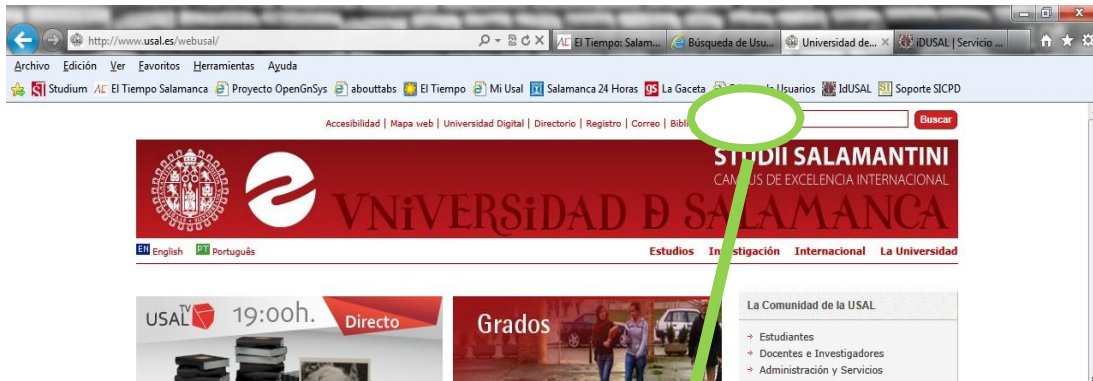 http://www.usal.es/webusal/
El Tiempo: Salam...
Búsqueda de Usu...
Universidad de...
iDUSAL | Servicio ...
Archivo Edición Ver Favoritos Herramientas Ayuda
Studium El Tiempo Salamanca Proyecto OpenGnSys abouttabs El Tiempo Mi Usal Salamanca 24 Horas La Gaceta Usuarios IdUSAL Soporte SICPD
Accesibilidad | Mapa web | Universidad Digital | Directorio | Registro | Correo |
Buscar
STUDII SALAMANTINI
CAMPUS DE EXCELENCIA INTERNACIONAL
VNiVERSiDAD Ð SALAMANCA
EN English PT Português
Estudios Investigación Internacional La Universidad
USAL TV 19:00h. Directo
Grados
La Comunidad de la USAL
Estudiantes
Docentes e Investigadores
Administración y Servicios